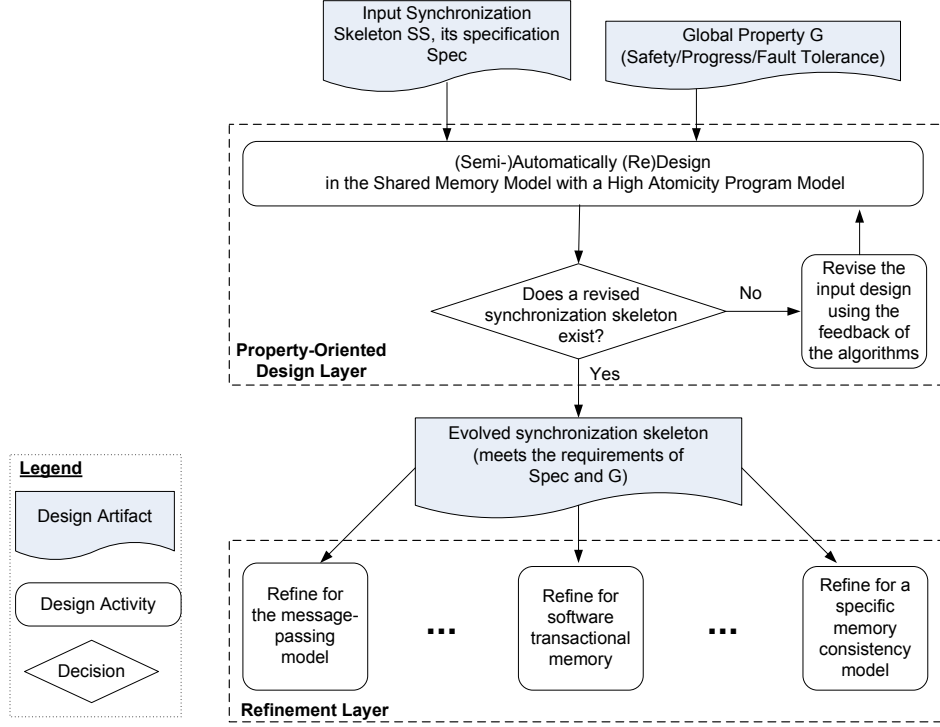 Input Synchronization
Skeleton SS, its specification
Spec
Global Property G
(Safety/Progress/Fault Tolerance)
(Semi-)Automatically (Re)Design
in the Shared Memory Model with a High Atomicity Program Model
Does a revised
synchronization skeleton
exist?
No
Revise the
input design
using the
feedback of
the algorithms
Property-Oriented
Design Layer
Yes
Evolved synchronization skeleton
(meets the requirements of
Spec and G)
Legend
Design Artifact
Design Activity
Decision
Refine for
the message-
passing
model
...
Refine for
software
transactional
memory
...
Refine for a
specific
memory
consistency
model
Refinement Layer